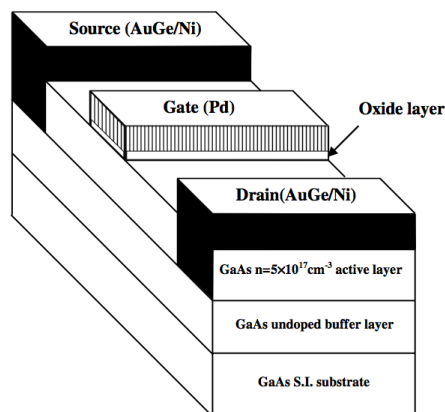 Source (AuGe/Ni)
Gate (Pd)
Oxide layer
Drain(AuGe/Ni)
GaAs n=5×10¹⁷cm⁻³ active layer
GaAs undoped buffer layer
GaAs S.I. substrate